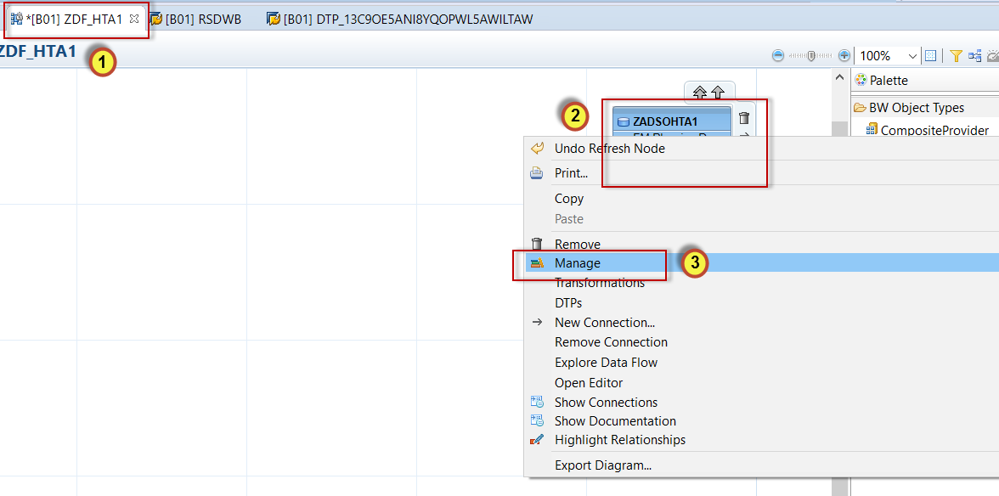 *[B01] ZDF_HTA1
[B01] RSDWB
[B01] DTP_13C9OE5ANI8YQOPWL5AWILTAW
ZDF_HTA1
1
100%
Palette
BW Object Types
CompositeProvider
2
ZADSOHTA1
Undo Refresh Node
Print...
Copy
Paste
Remove
Manage
3
Transformations
DTPs
New Connection...
Remove Connection
Explore Data Flow
Open Editor
Show Connections
Show Documentation
Highlight Relationships
Export Diagram...